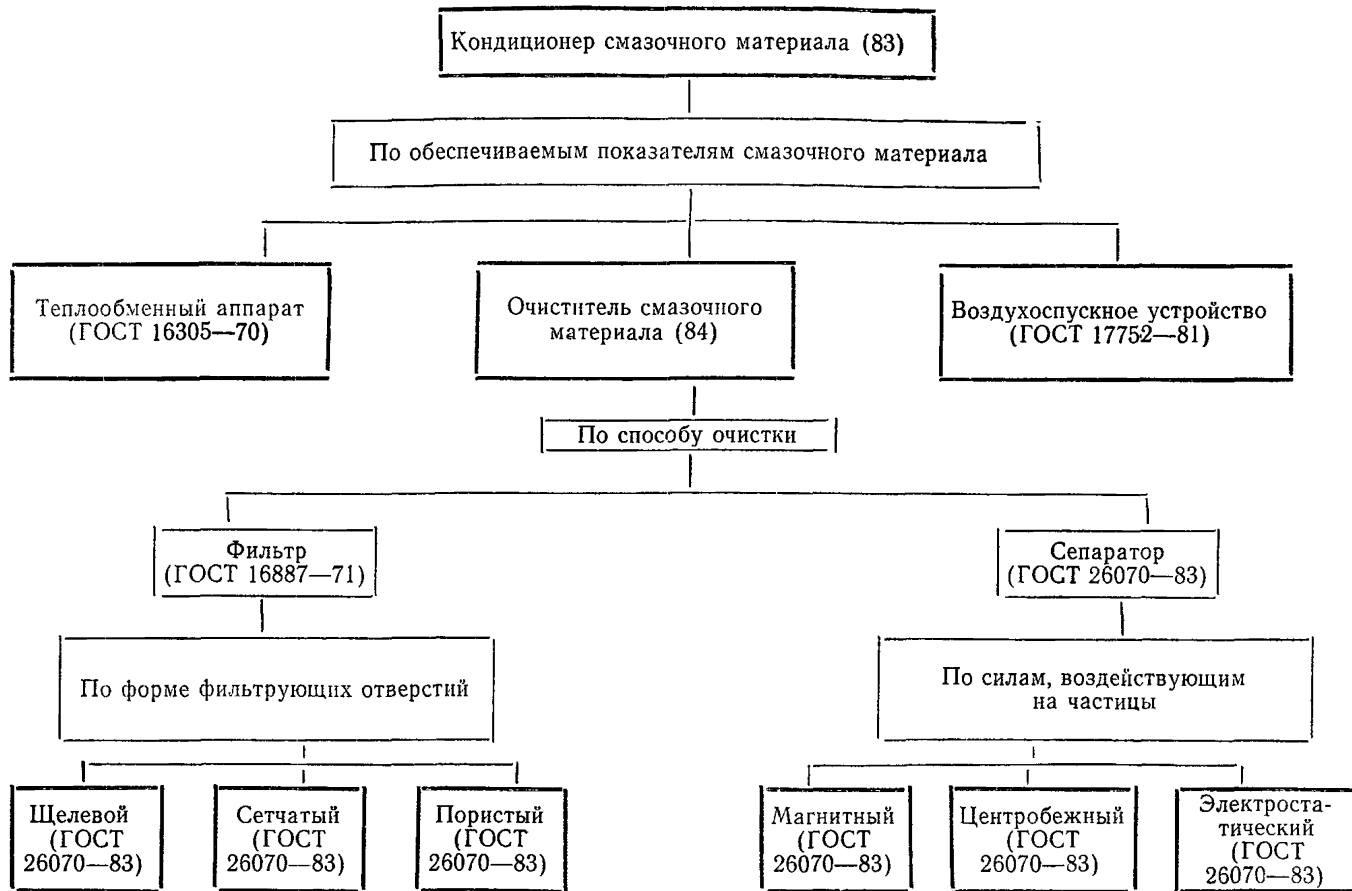 Кондиционер смазочного материала (83)
По обеспечиваемым показателям смазочного материала
Теплообменный аппарат
(ГОСТ 16305—70)
Очиститель смазочного
материала (84)
Воздухоспускное устройство
(ГОСТ 17752—81)
По способу очистки
Фильтр
(ГОСТ 16887—71)
Сепаратор
(ГОСТ 26070—83)
По форме фильтрующих отверстий
По силам, воздействующим
на частицы
Щелевой
(ГОСТ
26070—83)
Сетчатый
(ГОСТ
26070—83)
Пористый
(ГОСТ
26070—83)
Магнитный
(ГОСТ
26070—83)
Центробежный
(ГОСТ
26070—83)
Электроста-
тический
(ГОСТ
26070—83)